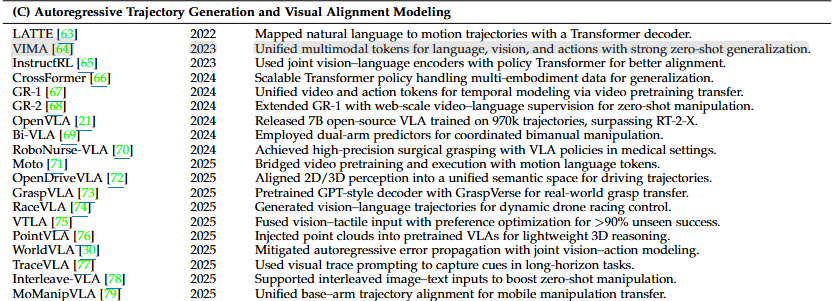 (C) Autoregressive Trajectory Generation and Visual Alignment Modeling
LATTE [63] 2022 Mapped natural language to motion trajectories with a Transformer decoder.
VIMA [64] 2023 Unified multimodal tokens for language, vision, and actions with strong zero-shot generalization.
InstructRL [65] 2023 Used joint vision–language encoders with policy Transformer for better alignment.
CrossFormer [66] 2024 Scalable Transformer policy handling multi-embodiment data for generalization.
GR-1 [67] 2024 Unified video and action tokens for temporal modeling via video pretraining transfer.
GR-2 [68] 2024 Extended GR-1 with web-scale video–language supervision for zero-shot manipulation.
OpenVLA [21] 2024 Released 7B open-source VLA trained on 970k trajectories, surpassing RT-2-X.
Bi-VLA [69] 2024 Employed dual-arm predictors for coordinated bimanual manipulation.
RoboNurse-VLA [70] 2024 Achieved high-precision surgical grasping with VLA policies in medical settings.
Moto [71] 2025 Bridged video pretraining and execution with motion language tokens.
OpenDriveVLA [72] 2025 Aligned 2D/3D perception into a unified semantic space for driving trajectories.
GraspVLA [73] 2025 Pretrained GPT-style decoder with GraspVerse for real-world grasp transfer.
RaceVLA [74] 2025 Generated vision–language trajectories for dynamic drone racing control.
VTLA [75] 2025 Fused vision–tactile input with preference optimization for >90% unseen success.
PointVLA [76] 2025 Injected point clouds into pretrained VLAs for lightweight 3D reasoning.
WorldVLA [30] 2025 Mitigated autoregressive error propagation with joint vision–action modeling.
TraceVLA [77] 2025 Used visual trace prompting to capture cues in long-horizon tasks.
Interleave-VLA [78] 2025 Supported interleaved image–text inputs to boost zero-shot manipulation.
MoManipVLA [79] 2025 Unified base–arm trajectory alignment for mobile manipulation transfer.